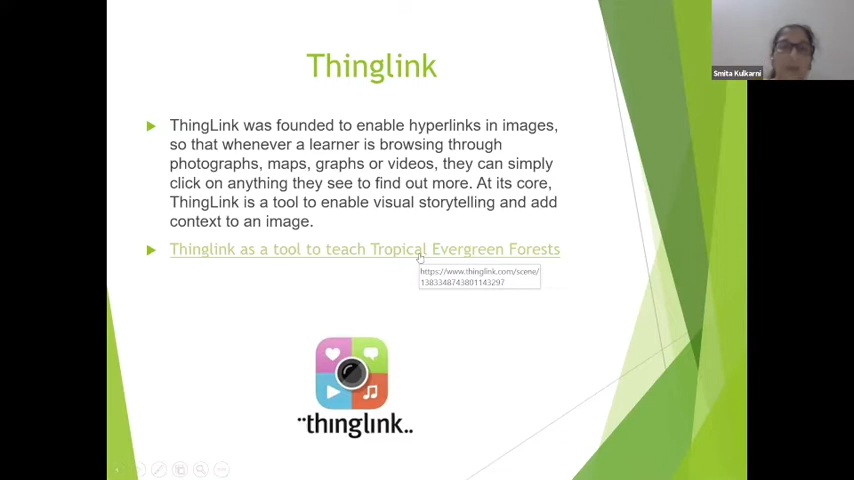 Thinglink
Smita Kulkarni
ThingLink was founded to enable hyperlinks in images,
so that whenever a learner is browsing through
photographs, maps, graphs or videos, they can simply
click on anything they see to find out more. At its core,
ThingLink is a tool to enable visual storytelling and add
context to an image.
Thinglink as a tool to teach Tropical Evergreen Forests
https://www.thinglink.com/scene/
1383348743801143297
..thinglink..